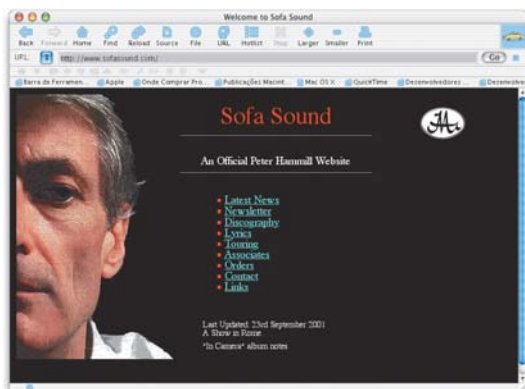 Welcome to Sofa Sound
Back Forward Home Find Reload Source File URL Hotlist Stop Larger Smaller Print
URL: http://www.sofasound.com/ Go
Barra de Ferramen... Apple Onde Comprar Pro... Publicações Macint... Mac OS X QuickTime Desenvolvedores ...
Sofa Sound
An Official Peter Hammill Website
Latest News
Newsletter
Discography
Lyrics
Touring
Associates
Orders
Contact
Links
Last Updated: 23rd September 2001
A Show in Rome
"In Camera" album notes